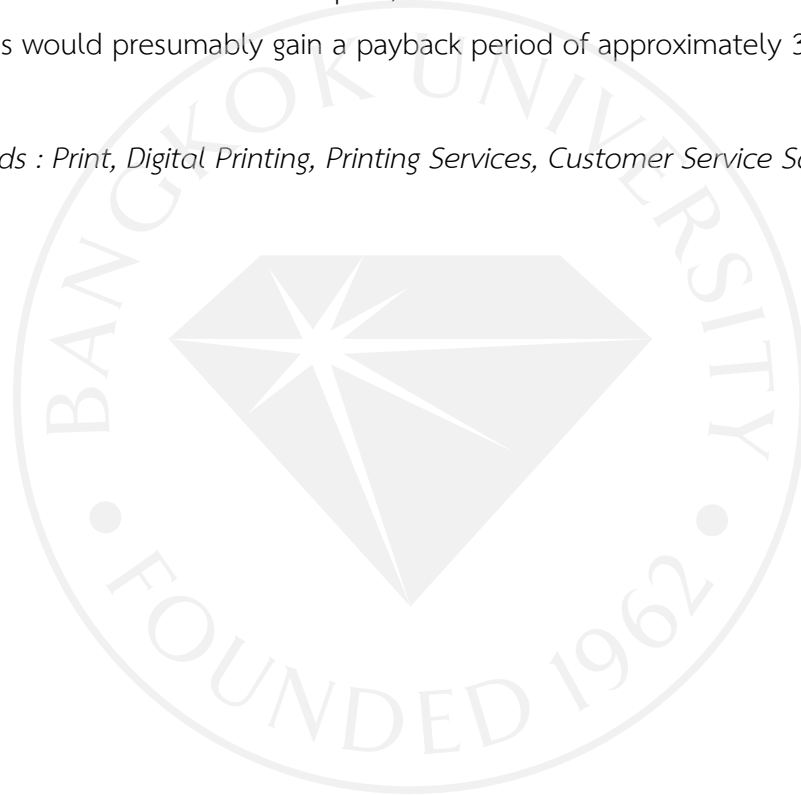 s would presumably gain a payback period of approximately 3
ds : Print, Digital Printing, Printing Services, Customer Service
BANGKOK UNIVERSITY
FOUNDED 1962